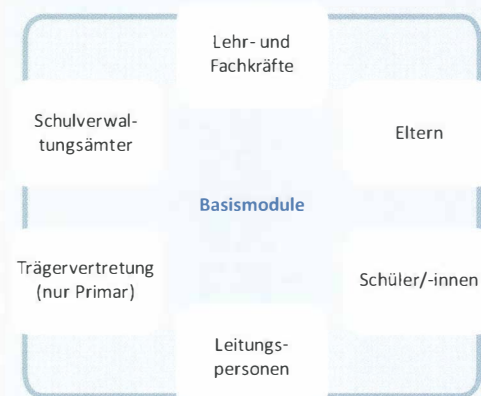 Lehr- und
Fachkräfte
Schulverwal-
tungsämter
Eltern
Basismodule
Trägervertretung
(nur Primar)
Schüler/-innen
Leitungs-
personen